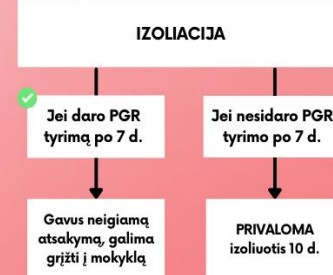 IZOLIACIJA
Jei daro PGR
tyrimą po 7 d.
Jei nesidaro PGR
tyrimo po 7 d.
Gavus neigiamą
atsakymą, galima
grįžti į mokyklą
PRIVALOMA
izoliuotis 10 d.